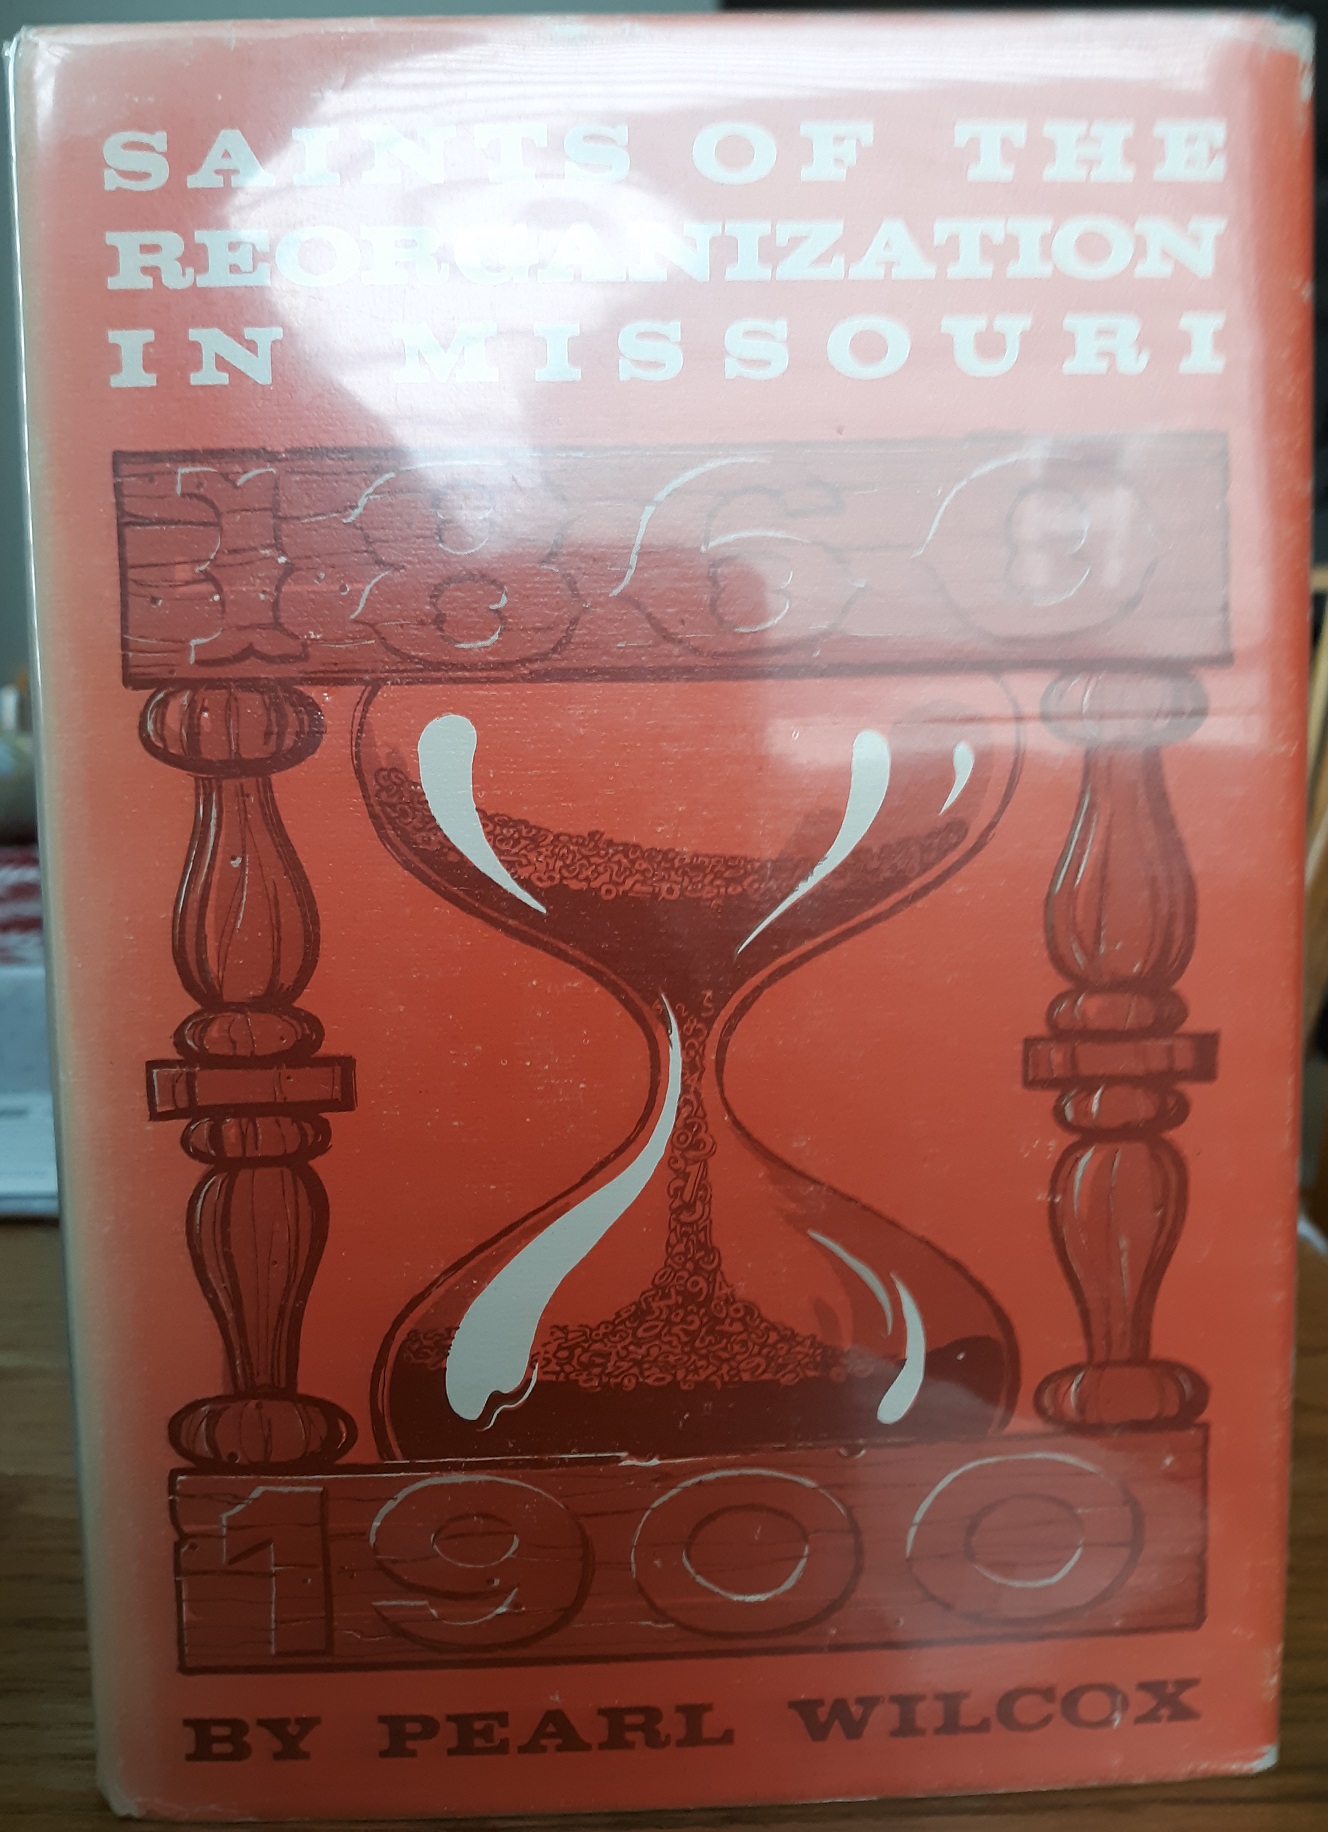 SAINTS OF THE
REORGANIZATION
IN MISSOURI
1860
1900
BY PEARL WILCOX